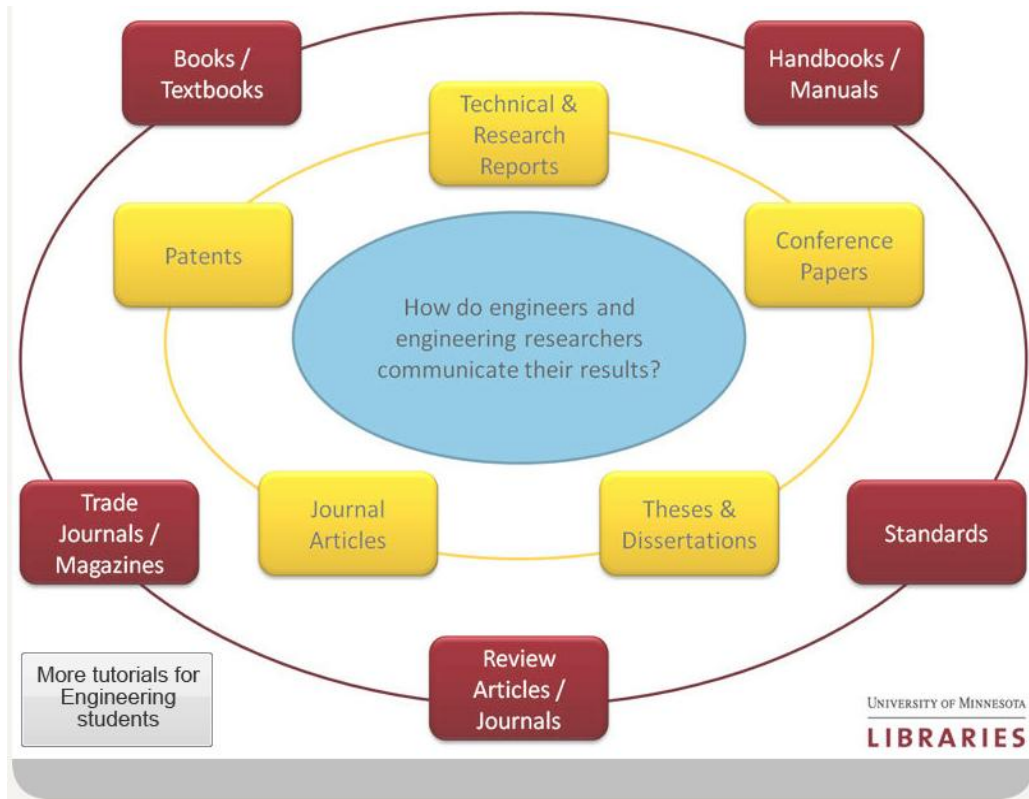 Books /
Textbooks
Handbooks /
Manuals
Technical &
Research
Reports
Patents
Conference
Papers
How do engineers and
engineering researchers
communicate their results?
Journal
Articles
Theses &
Dissertations
Trade
Journals /
Magazines
Standards
Review
Articles /
Journals
More tutorials for
Engineering
students
UNIVERSITY OF MINNESOTA
LIBRARIES